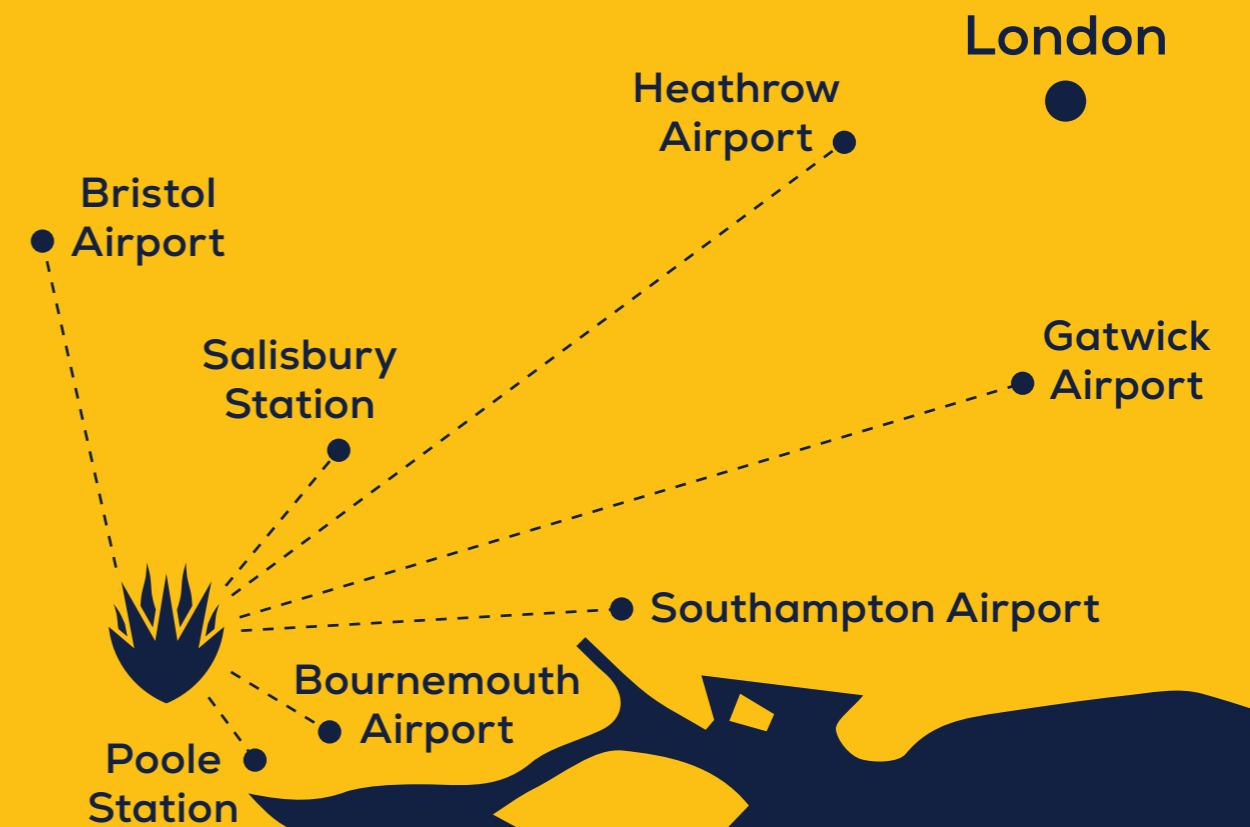 London
Heathrow
Airport
Bristol
Airport
Salisbury
Station
Gatwick
Airport
Southampton Airport
Bournemouth
Airport
Poole
Station